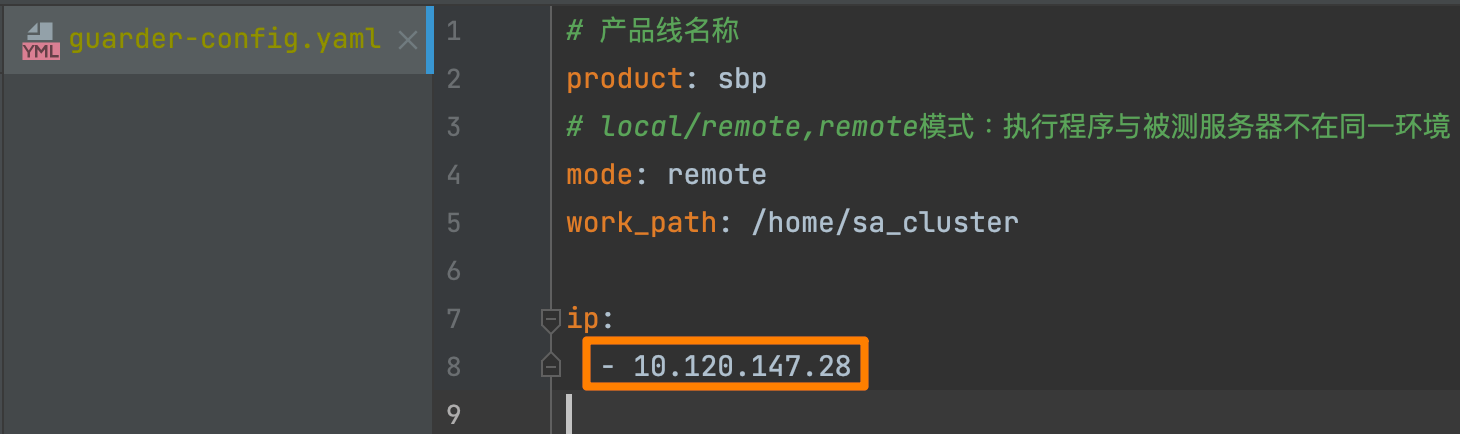 YML guarder-config.yaml
1 # 产品线名称
2 product: sbp
3 # local/remote,remote模式：执行程序与被测服务器不在同一环境
4 mode: remote
5 work_path: /home/sa_cluster
6
7 ip:
8 - 10.120.147.28
9